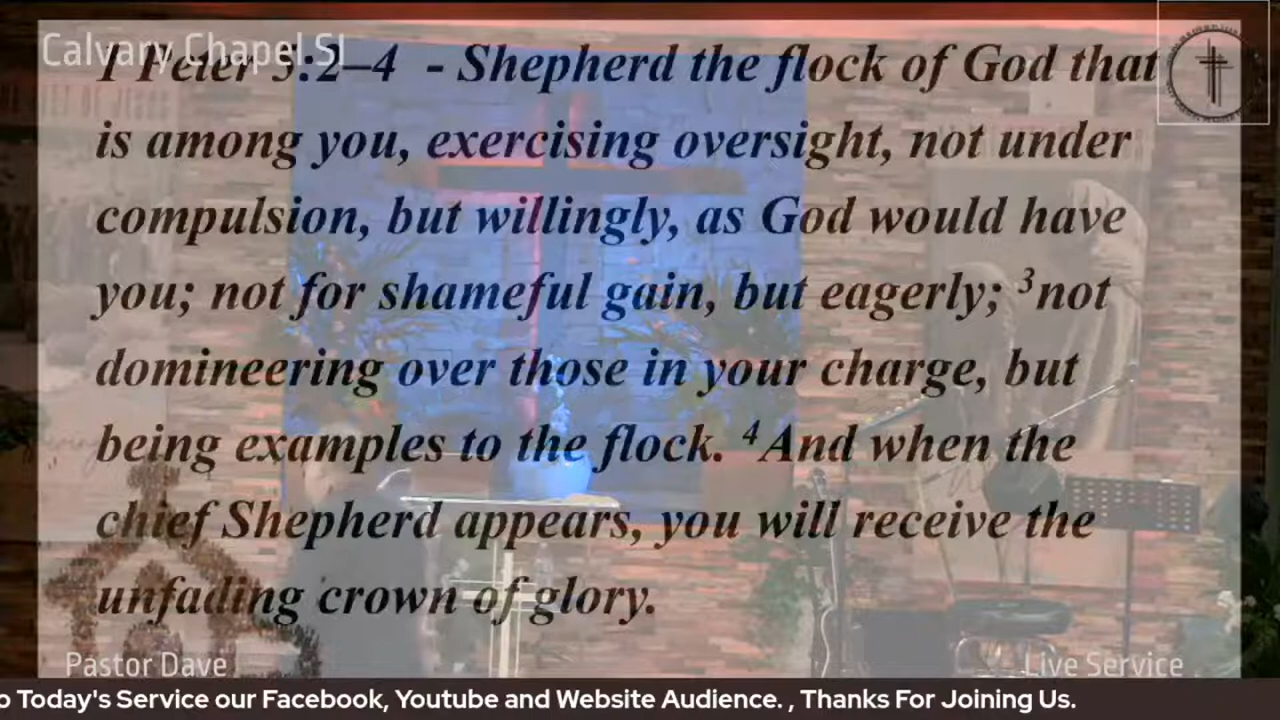 Calvary Chapel SI
1 Peter 5:2–4 - Shepherd the flock of God that
is among you, exercising oversight, not under
compulsion, but willingly, as God would have
you; not for shameful gain, but eagerly; ³not
domineering over those in your charge, but
being examples to the flock. ⁴And when the
chief Shepherd appears, you will receive the
unfading crown of glory.
Pastor Dave
Live Service
o Today's Service our Facebook, Youtube and Website Audience. , Thanks For Joining Us.